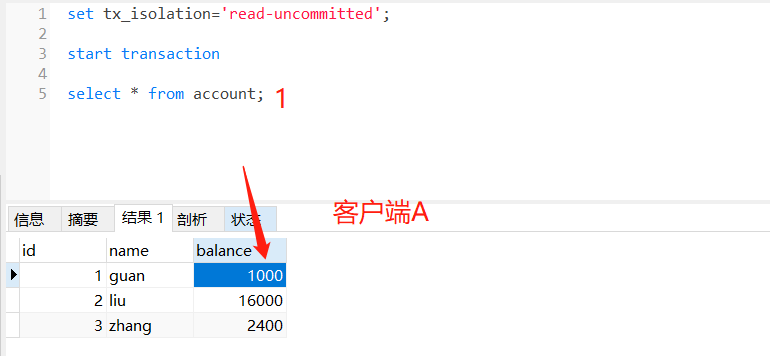 1 set tx_isolation='read-uncommitted';
2
3 start transaction
4
5 select * from account; 1
信息 摘要 结果 1 剖析 状态 客户端A
id name balance
1 guan 1000
2 liu 16000
3 zhang 2400